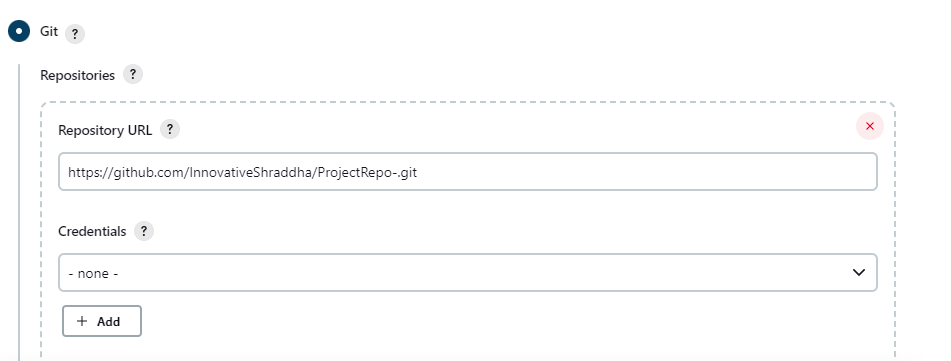 Git ?
Repositories ?
Repository URL ?
https://github.com/InnovativeShraddha/ProjectRepo-.git
Credentials ?
- none -
+ Add